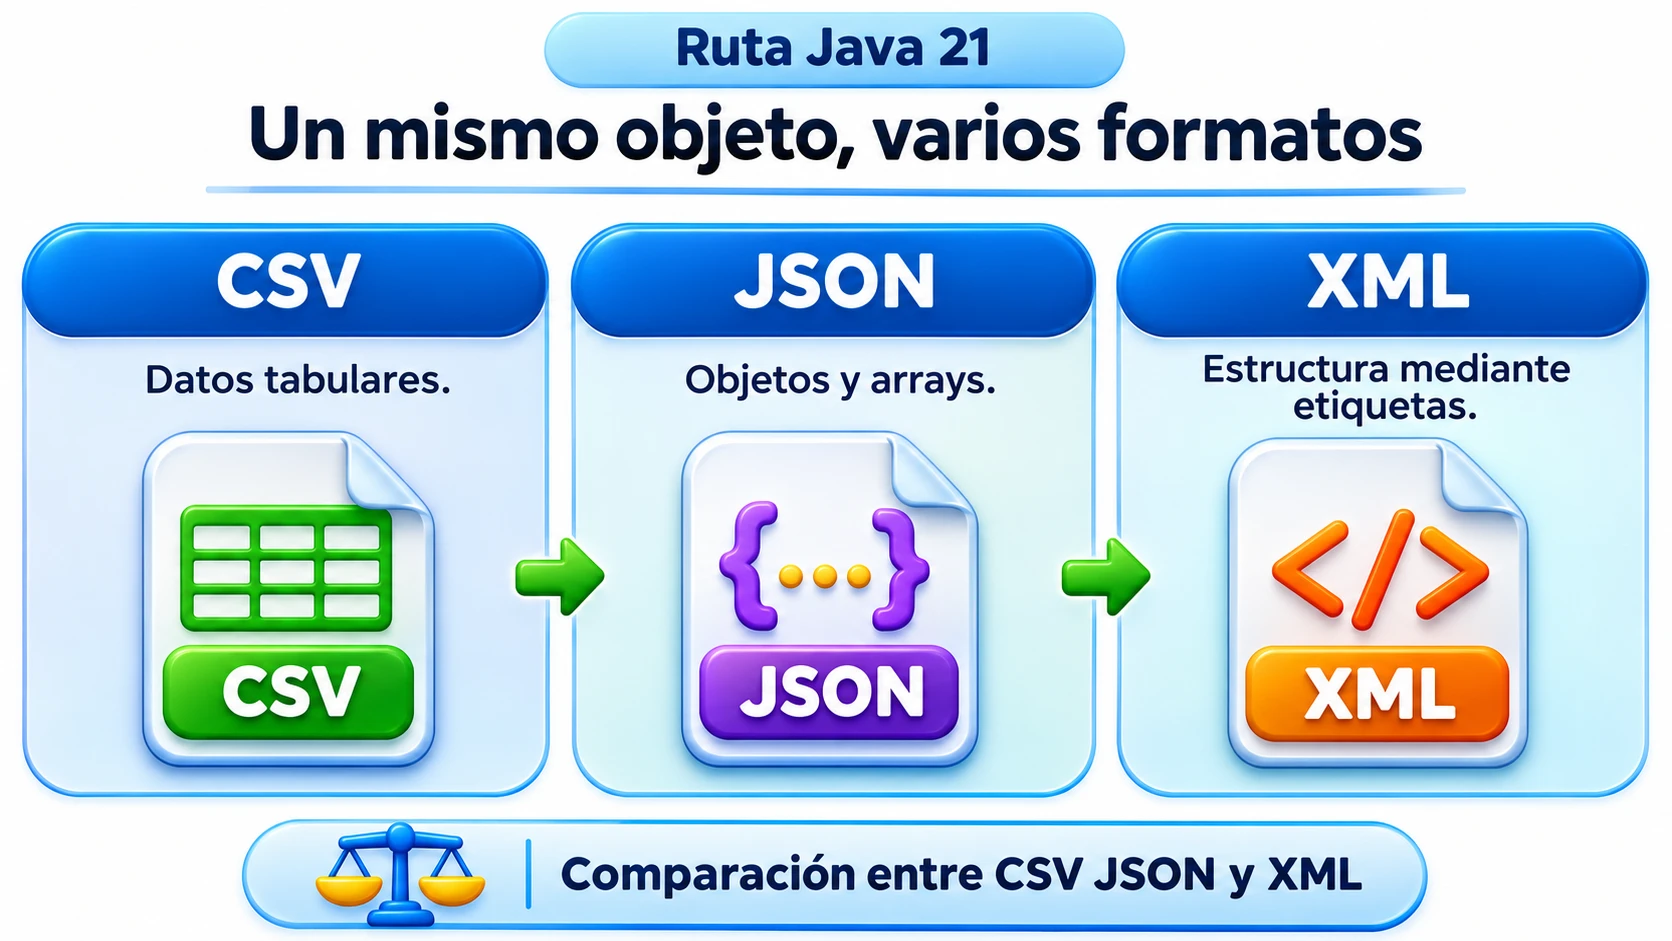 Ruta Java 21
Un mismo objeto, varios formatos
CSV
Datos tabulares.
CSV
JSON
Objetos y arrays.
{...}
JSON
XML
Estructura mediante
etiquetas.
</>
XML
Comparación entre CSV JSON y XML